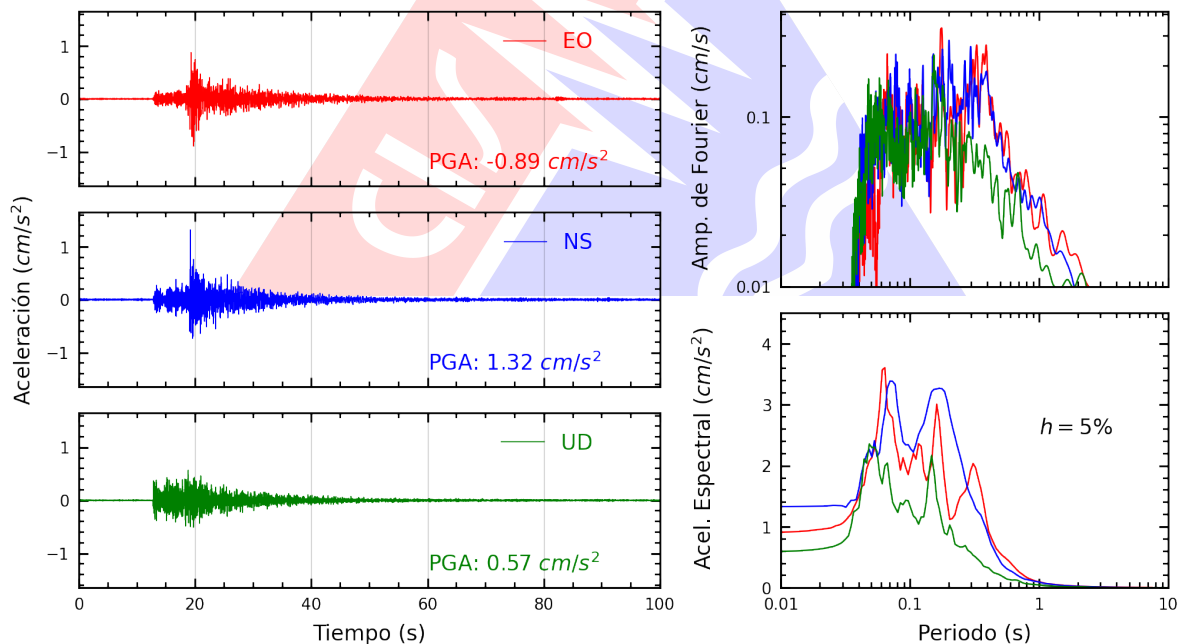 EO
PGA: -0.89 cm/s²
NS
PGA: 1.32 cm/s²
UD
PGA: 0.57 cm/s²
Aceleración (cm/s²)
1
0
−1
1
0
−1
1
0
−1
0 20 40 60 80 100
Tiempo (s)
Amp. de Fourier (cm/s)
0.1
0.01
Acel. Espectral (cm/s²)
4
3
2
1
0
h = 5%
0.01 0.1 1 10
Periodo (s)